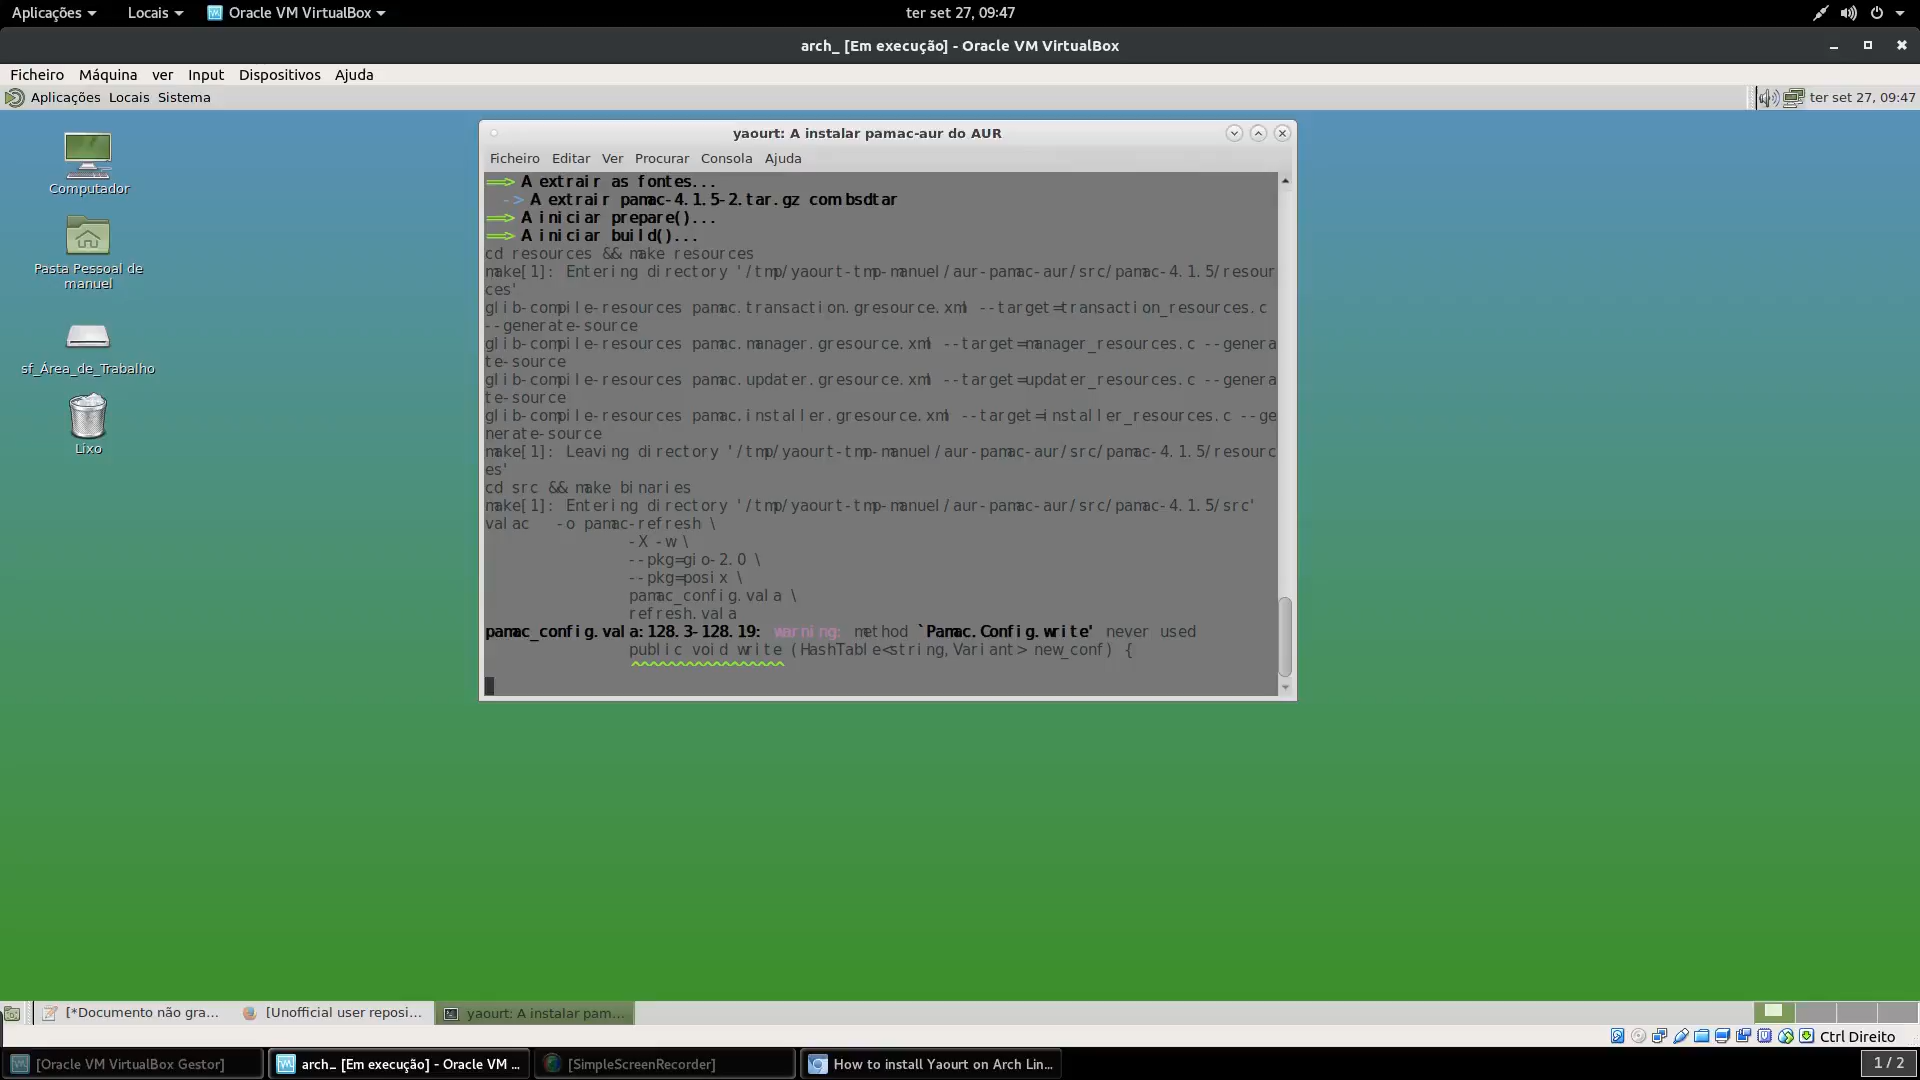 Aplicações Locais Oracle VM VirtualBox ter set 27, 09:47
arch_ [Em execução] - Oracle VM VirtualBox
Ficheiro Máquina ver Input Dispositivos Ajuda
Aplicações Locais Sistema ter set 27, 09:47
Computador
Pasta Pessoal de
manuel
sf_Área_de_Trabalho
Lixo
yaourt: A instalar pamac-aur do AUR
Ficheiro Editar Ver Procurar Consola Ajuda
==> A extrair as fontes...
-> A extrair pamac-4.1.5-2.tar.gz com bsdtar
==> A iniciar prepare()...
==> A iniciar build()...
cd resources && make resources
make[1]: Entering directory '/tmp/yaourt-tmp-manuel/aur-pamac-aur/src/pamac-4.1.5/resour
ces'
glib-compile-resources pamac.transaction.gresource.xml --target=transaction_resources.c
--generate-source
glib-compile-resources pamac.manager.gresource.xml --target=manager_resources.c --genera
te-source
glib-compile-resources pamac.updater.gresource.xml --target=updater_resources.c --genera
te-source
glib-compile-resources pamac.installer.gresource.xml --target=installer_resources.c --ge
nerate-source
make[1]: Leaving directory '/tmp/yaourt-tmp-manuel/aur-pamac-aur/src/pamac-4.1.5/resourc
es'
cd src && make binaries
make[1]: Entering directory '/tmp/yaourt-tmp-manuel/aur-pamac-aur/src/pamac-4.1.5/src'
valac -o pamac-refresh \
-X -w \
--pkg=gio-2.0 \
--pkg=posix \
pamac_config.vala \
refresh.vala
pamac_config.vala:128.3-128.19: warning: method `Pamac.Config.write' never used
public void write (HashTable<string,Variant> new_conf) {
~~~~~~~~~~~~~~~~~
[*Documento não gra... [Unofficial user reposi... yaourt: A instalar pam...
Ctrl Direito
[Oracle VM VirtualBox Gestor] arch_ [Em execução] - Oracle VM ... [SimpleScreenRecorder] How to install Yaourt on Arch Lin... 1 / 2